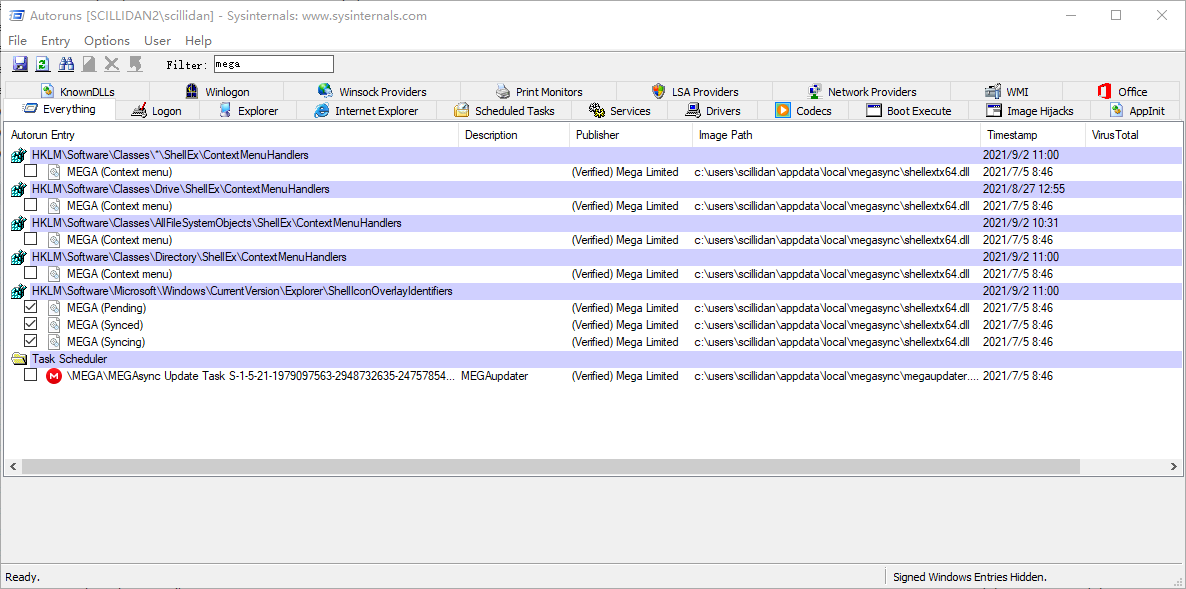 Autoruns [SCILLIDAN2\scillidan] - Sysinternals: www.sysinternals.com
File Entry Options User Help
Filter: mega
KnownDLLs Winlogon Winsock Providers Print Monitors LSA Providers Network Providers WMI Office
Everything Logon Explorer Internet Explorer Scheduled Tasks Services Drivers Codecs Boot Execute Image Hijacks AppInit
Autorun Entry Description Publisher Image Path Timestamp VirusTotal
HKLM\Software\Classes\*\ShellEx\ContextMenuHandlers 2021/9/2 11:00
MEGA (Context menu) (Verified) Mega Limited c:\users\scillidan\appdata\local\megasync\shellextx64.dll 2021/7/5 8:46
HKLM\Software\Classes\Drive\ShellEx\ContextMenuHandlers 2021/8/27 12:55
MEGA (Context menu) (Verified) Mega Limited c:\users\scillidan\appdata\local\megasync\shellextx64.dll 2021/7/5 8:46
HKLM\Software\Classes\AllFileSystemObjects\ShellEx\ContextMenuHandlers 2021/9/2 10:31
MEGA (Context menu) (Verified) Mega Limited c:\users\scillidan\appdata\local\megasync\shellextx64.dll 2021/7/5 8:46
HKLM\Software\Classes\Directory\ShellEx\ContextMenuHandlers 2021/9/2 11:00
MEGA (Context menu) (Verified) Mega Limited c:\users\scillidan\appdata\local\megasync\shellextx64.dll 2021/7/5 8:46
HKLM\Software\Microsoft\Windows\CurrentVersion\Explorer\ShellIconOverlayIdentifiers 2021/9/2 11:00
MEGA (Pending) (Verified) Mega Limited c:\users\scillidan\appdata\local\megasync\shellextx64.dll 2021/7/5 8:46
MEGA (Synced) (Verified) Mega Limited c:\users\scillidan\appdata\local\megasync\shellextx64.dll 2021/7/5 8:46
MEGA (Syncing) (Verified) Mega Limited c:\users\scillidan\appdata\local\megasync\shellextx64.dll 2021/7/5 8:46
Task Scheduler
\MEGA\MEGAsync Update Task S-1-5-21-1979097563-2948732635-24757854... MEGAupdater (Verified) Mega Limited c:\users\scillidan\appdata\local\megasync\megaupdater.... 2021/7/5 8:46
Ready. Signed Windows Entries Hidden.